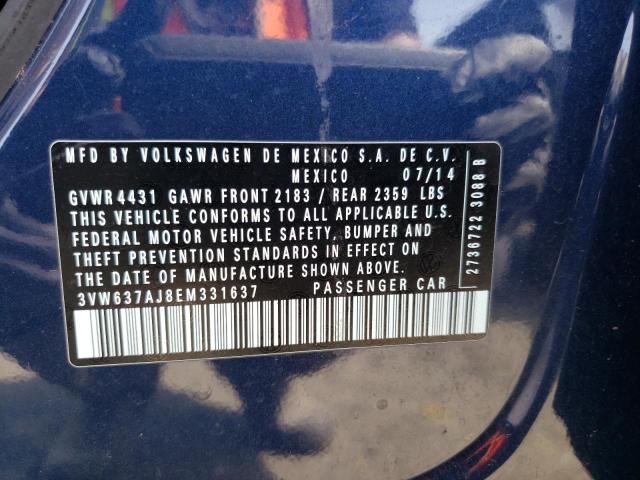 MFD BY VOLKSWAGEN DE MEXICO S.A. DE C.V.
MEXICO 07/14
GVWR 4431 GAWR FRONT 2183 / REAR 2359 LBS
THIS VEHICLE CONFORMS TO ALL APPLICABLE U.S.
FEDERAL MOTOR VEHICLE SAFETY, BUMPER AND
THEFT PREVENTION STANDARDS IN EFFECT ON
THE DATE OF MANUFACTURE SHOWN ABOVE.
3VW637AJ8EM331637 PASSENGER CAR
2736722 3088 B